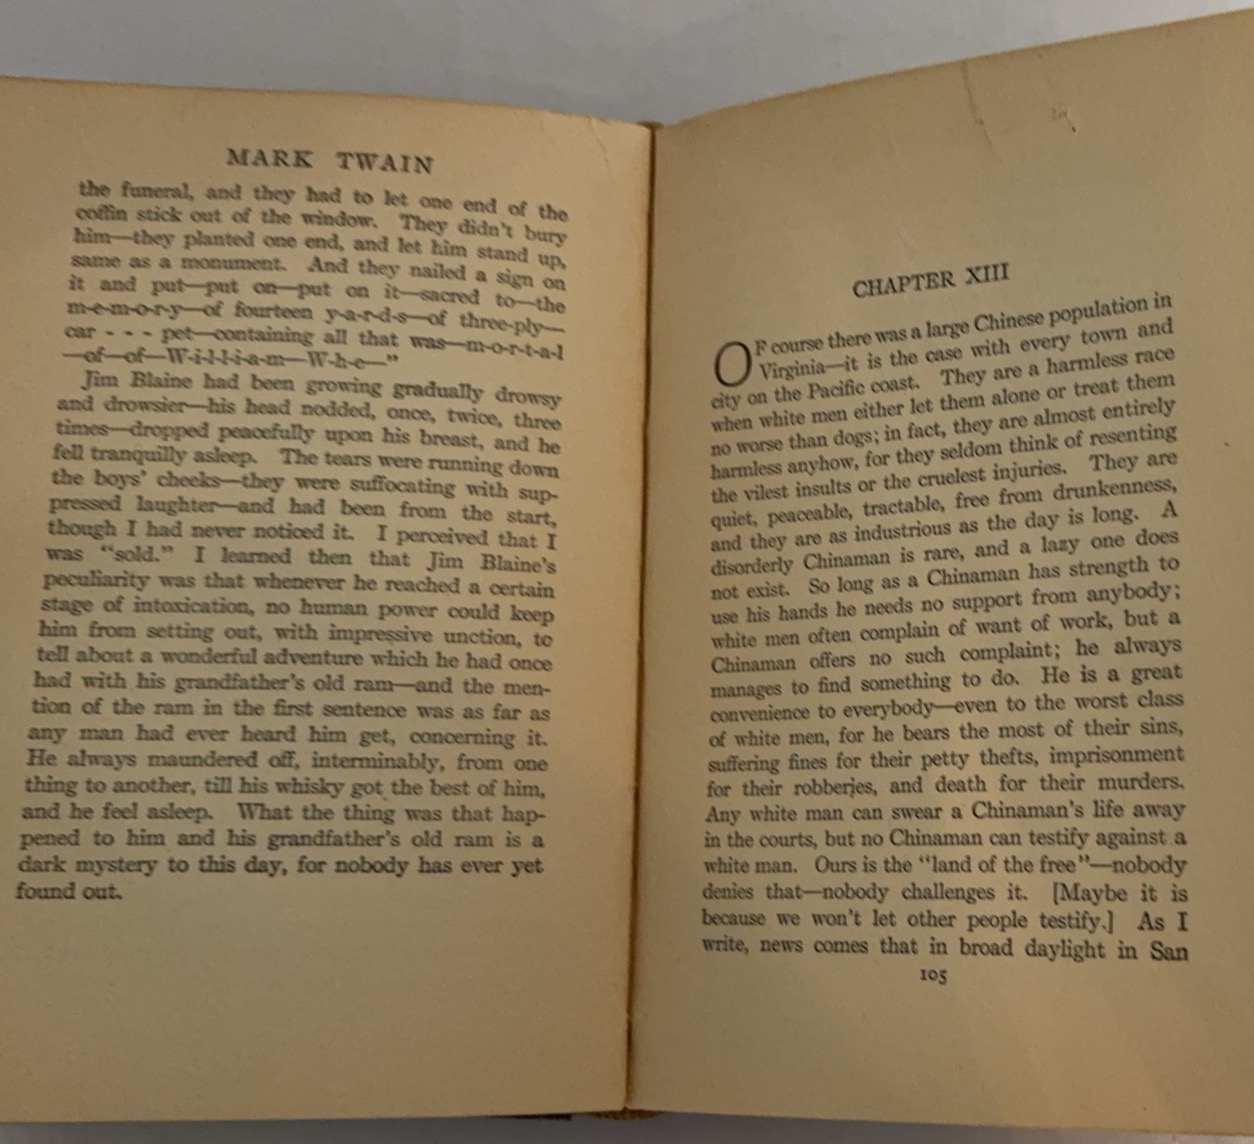 MARK TWAIN
the funeral, and they had to let one end of the
coffin stick out of the window. They didn't bury
him—they planted one end, and let him stand up,
same as a monument. And they nailed a sign on
it and put—put on—put on it—sacred to—the
m-e-m-o-r-y—of fourteen y-a-r-d-s—of three-ply—
car - - - pet—containing all that was—m-o-r-t-a-l
—of—of—W-i-l-l-i-a-m—W-h-e—"
Jim Blaine had been growing gradually drowsy
and drowsier—his head nodded, once, twice, three
times—dropped peacefully upon his breast, and he
fell tranquilly asleep. The tears were running down
the boys' cheeks—they were suffocating with sup-
pressed laughter—and had been from the start,
though I had never noticed it. I perceived that I
was "sold." I learned then that Jim Blaine's
peculiarity was that whenever he reached a certain
stage of intoxication, no human power could keep
him from setting out, with impressive unction, to
tell about a wonderful adventure which he had once
had with his grandfather's old ram—and the men-
tion of the ram in the first sentence was as far as
any man had ever heard him get, concerning it.
He always maundered off, interminably, from one
thing to another, till his whisky got the best of him,
and he feel asleep. What the thing was that hap-
pened to him and his grandfather's old ram is a
dark mystery to this day, for nobody has ever yet
found out.
CHAPTER XIII
OF course there was a large Chinese population in
Virginia—it is the case with every town and
city on the Pacific coast. They are a harmless race
when white men either let them alone or treat them
no worse than dogs; in fact, they are almost entirely
harmless anyhow, for they seldom think of resenting
the vilest insults or the cruelest injuries. They are
quiet, peaceable, tractable, free from drunkenness,
and they are as industrious as the day is long. A
disorderly Chinaman is rare, and a lazy one does
not exist. So long as a Chinaman has strength to
use his hands he needs no support from anybody;
white men often complain of want of work, but a
Chinaman offers no such complaint; he always
manages to find something to do. He is a great
convenience to everybody—even to the worst class
of white men, for he bears the most of their sins,
suffering fines for their petty thefts, imprisonment
for their robberies, and death for their murders.
Any white man can swear a Chinaman's life away
in the courts, but no Chinaman can testify against a
white man. Ours is the "land of the free"—nobody
denies that—nobody challenges it. [Maybe it is
because we won't let other people testify.] As I
write, news comes that in broad daylight in San
105